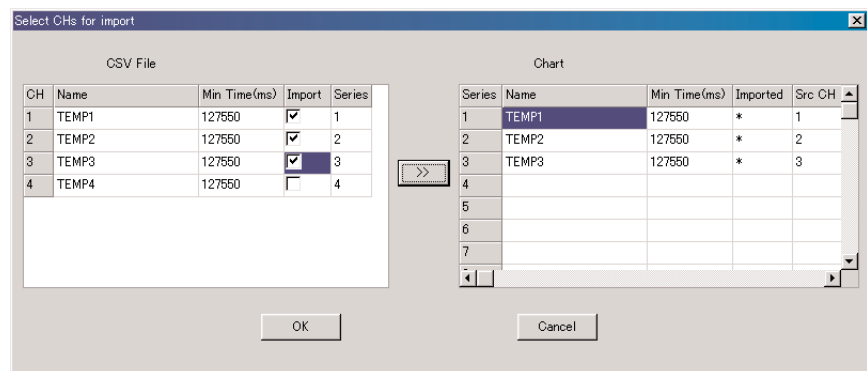 Select CHs for import
CSV File
CH Name Min Time(ms) Import Series
1 TEMP1 127550 1
2 TEMP2 127550 2
3 TEMP3 127550 3
4 TEMP4 127550 4
>>
Chart
Series Name Min Time(ms) Imported Src CH
1 TEMP1 127550 * 1
2 TEMP2 127550 * 2
3 TEMP3 127550 * 3
4
5
6
7
OK
Cancel